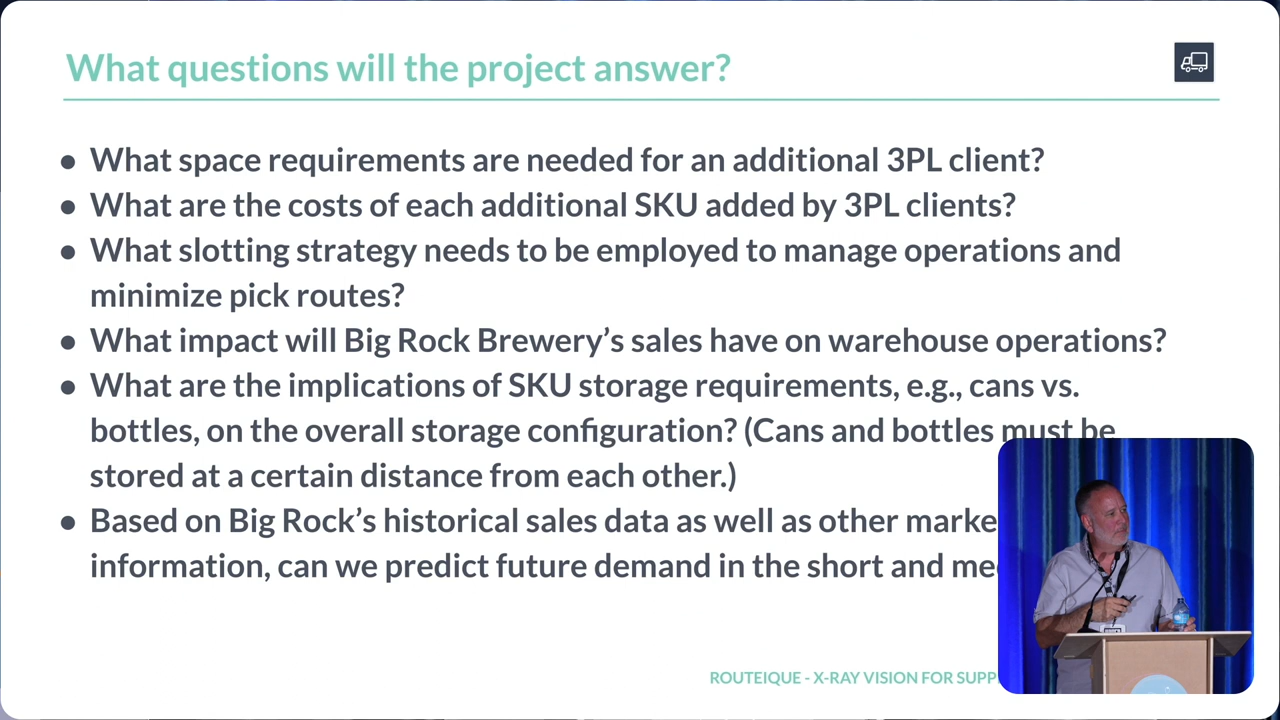 What questions will the project answer?
● What space requirements are needed for an additional 3PL client?
● What are the costs of each additional SKU added by 3PL clients?
● What slotting strategy needs to be employed to manage operations and
minimize pick routes?
● What impact will Big Rock Brewery’s sales have on warehouse operations?
● What are the implications of SKU storage requirements, e.g., cans vs.
bottles, on the overall storage configuration? (Cans and bottles must be
stored at a certain distance from each other.)
● Based on Big Rock’s historical sales data as well as other
information, can we predict future demand in the short and
ROUTEIQUE - X-RAY VISION FOR